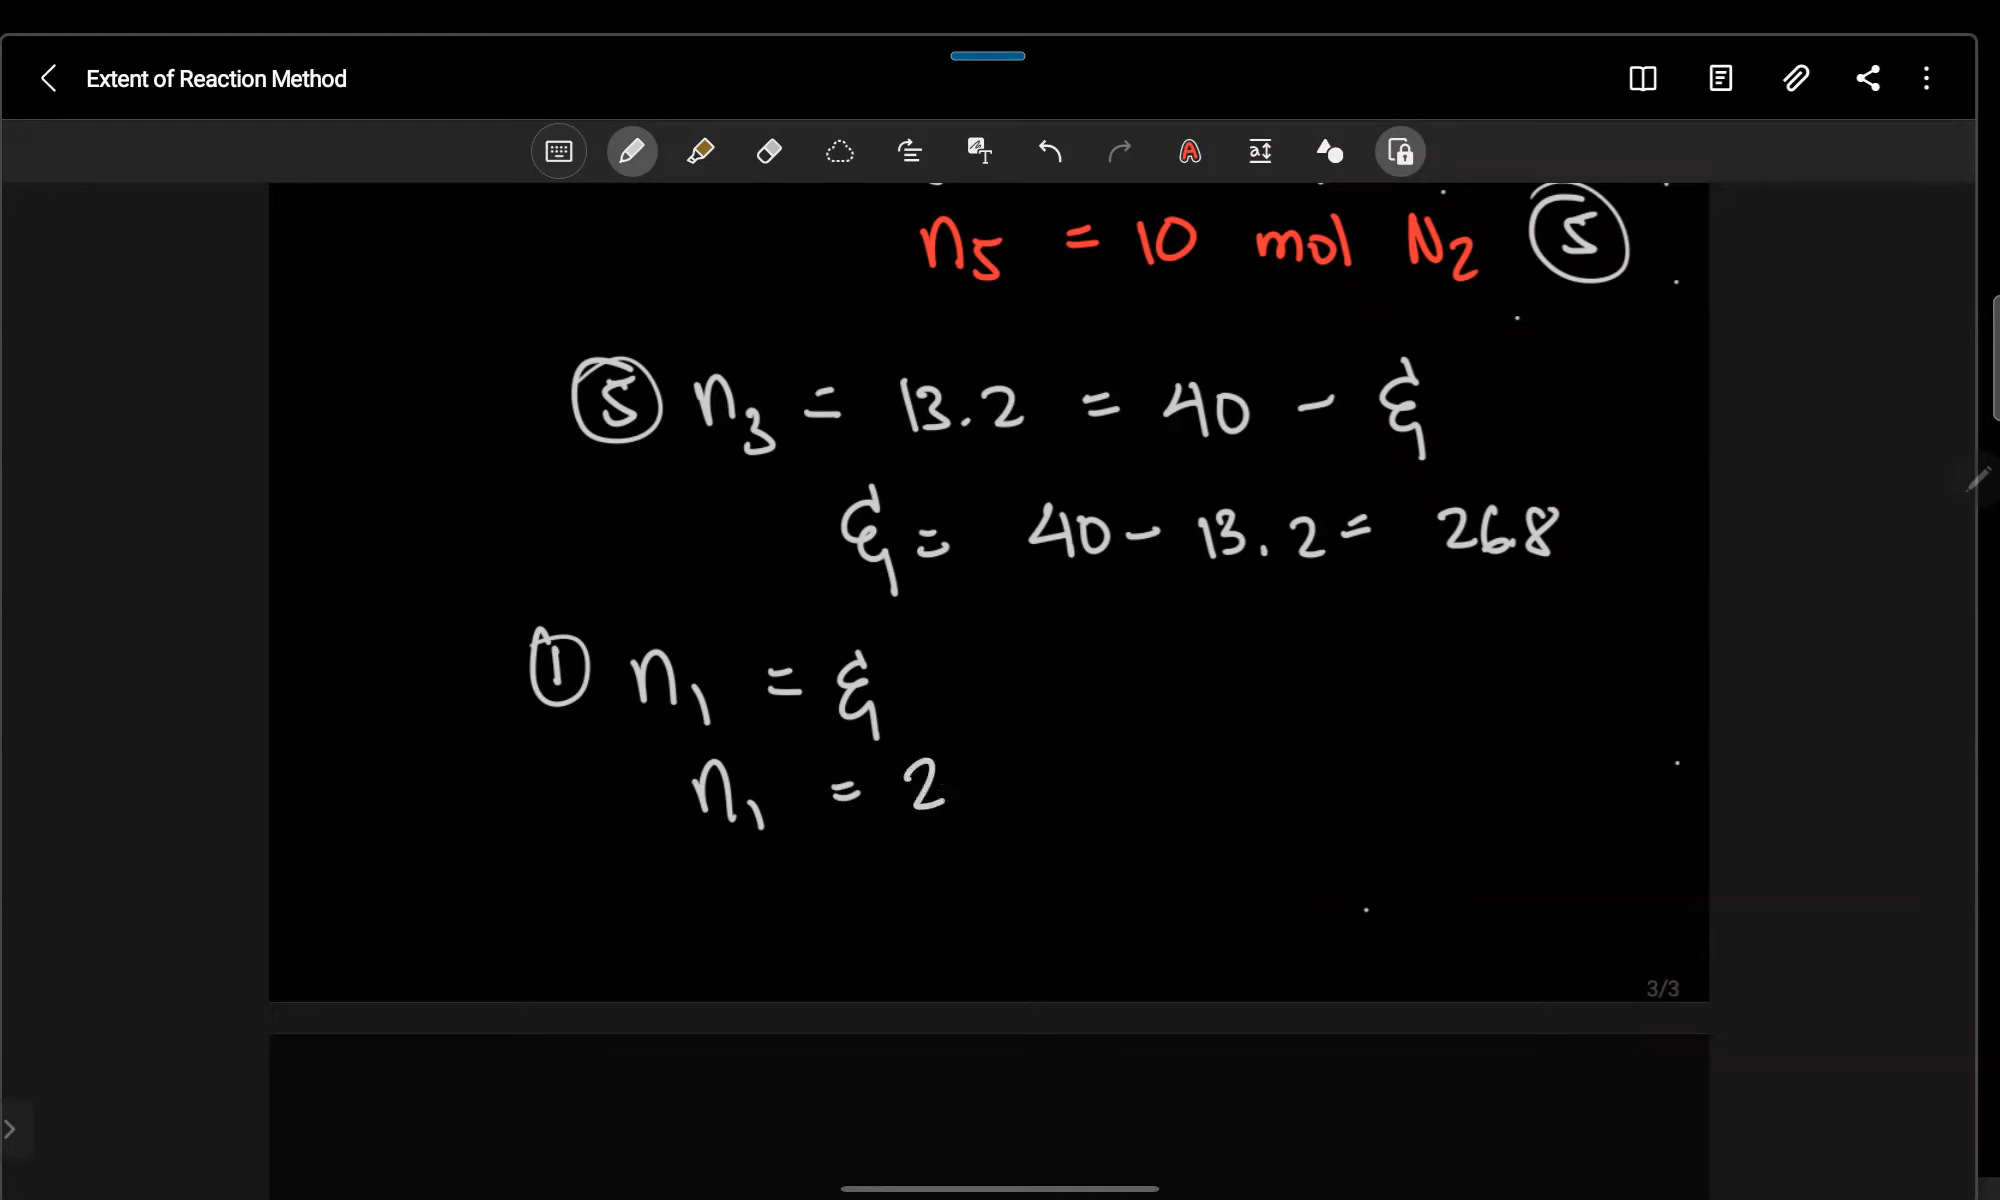 Extent of Reaction Method
n5 = 10 mol N2 ⑤
⑤ n3 = 13.2 = 40 - ξ
ξ = 40 - 13.2 = 26.8
① n1 = ξ
n1 = 2
3/3